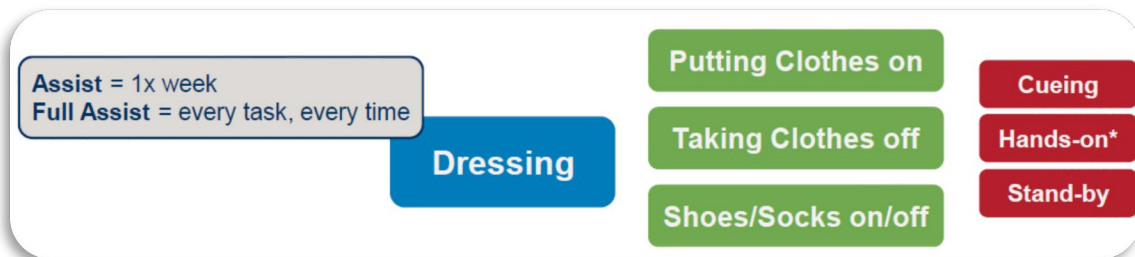 Assist = 1x week
Full Assist = every task, every time
Dressing
Putting Clothes on
Taking Clothes off
Shoes/Socks on/off
Cueing
Hands-on*
Stand-by